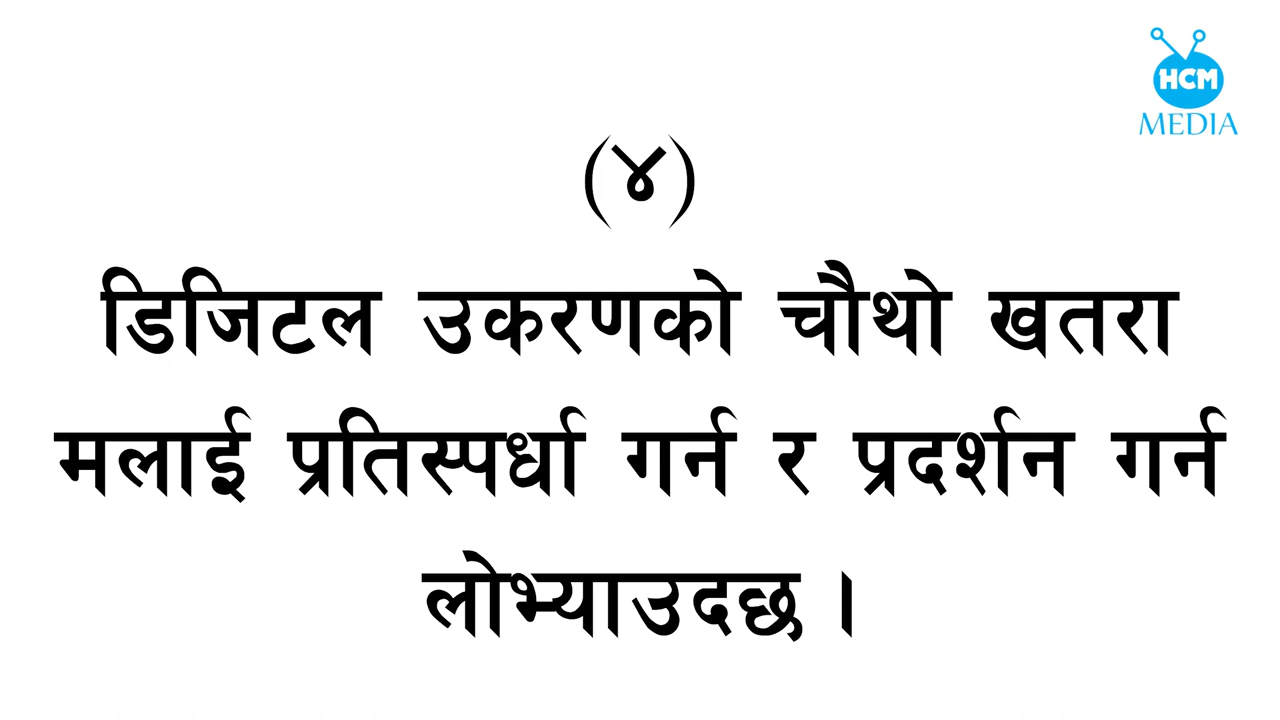 HCM
MEDIA
(४)
डिजिटल उकरणको चौथो खतरा
मलाई प्रतिस्पर्धा गर्न र प्रदर्शन गर्न
लोभ्याउदछ ।